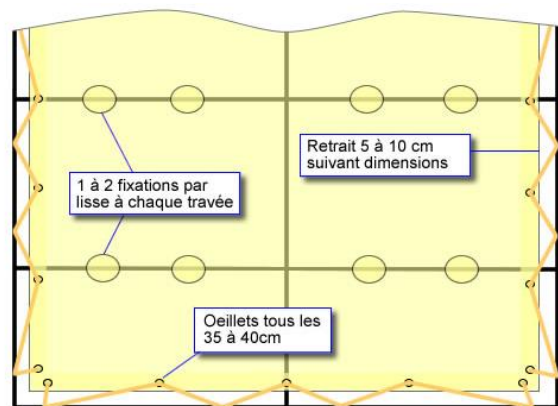 Retrait 5 à 10 cm
suivant dimensions
1 à 2 fixations par
lisse à chaque travée
Oeillets tous les
35 à 40cm